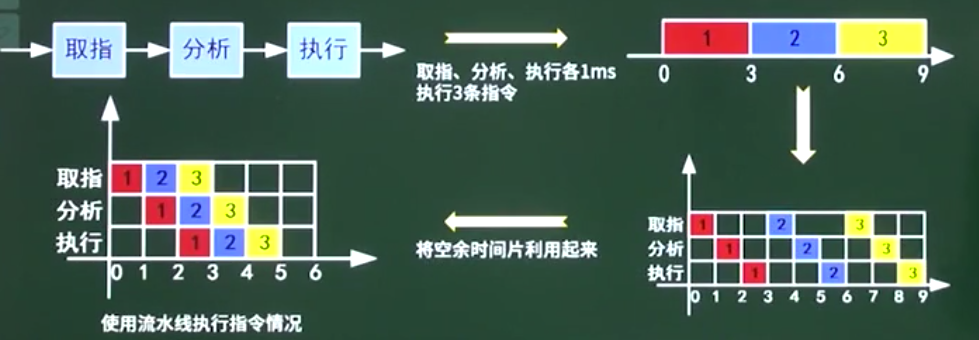 取指 分析 执行
取指、分析、执行各1ms
执行3条指令
1 2 3
0 3 6 9
取指 1 2 3
分析 1 2 3
执行 1 2 3
0 1 2 3 4 5 6
使用流水线执行指令情况
将空余时间片利用起来
取指 1 2 3
分析 1 2 3
执行 1 2 3
0 1 2 3 4 5 6 7 8 9